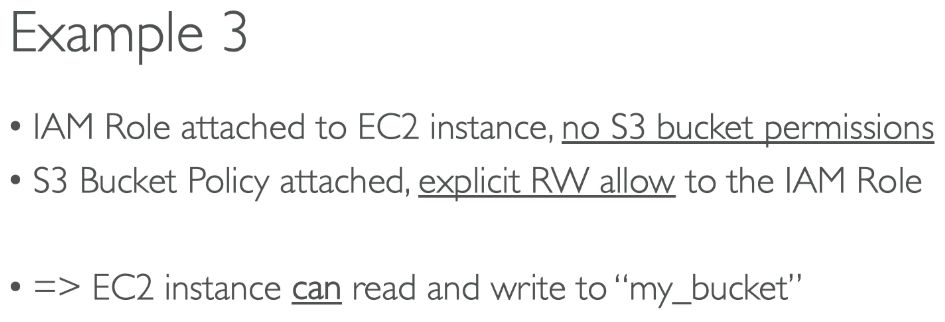 Example 3
• IAM Role attached to EC2 instance, no S3 bucket permissions
• S3 Bucket Policy attached, explicit RW allow to the IAM Role
• => EC2 instance can read and write to “my_bucket”